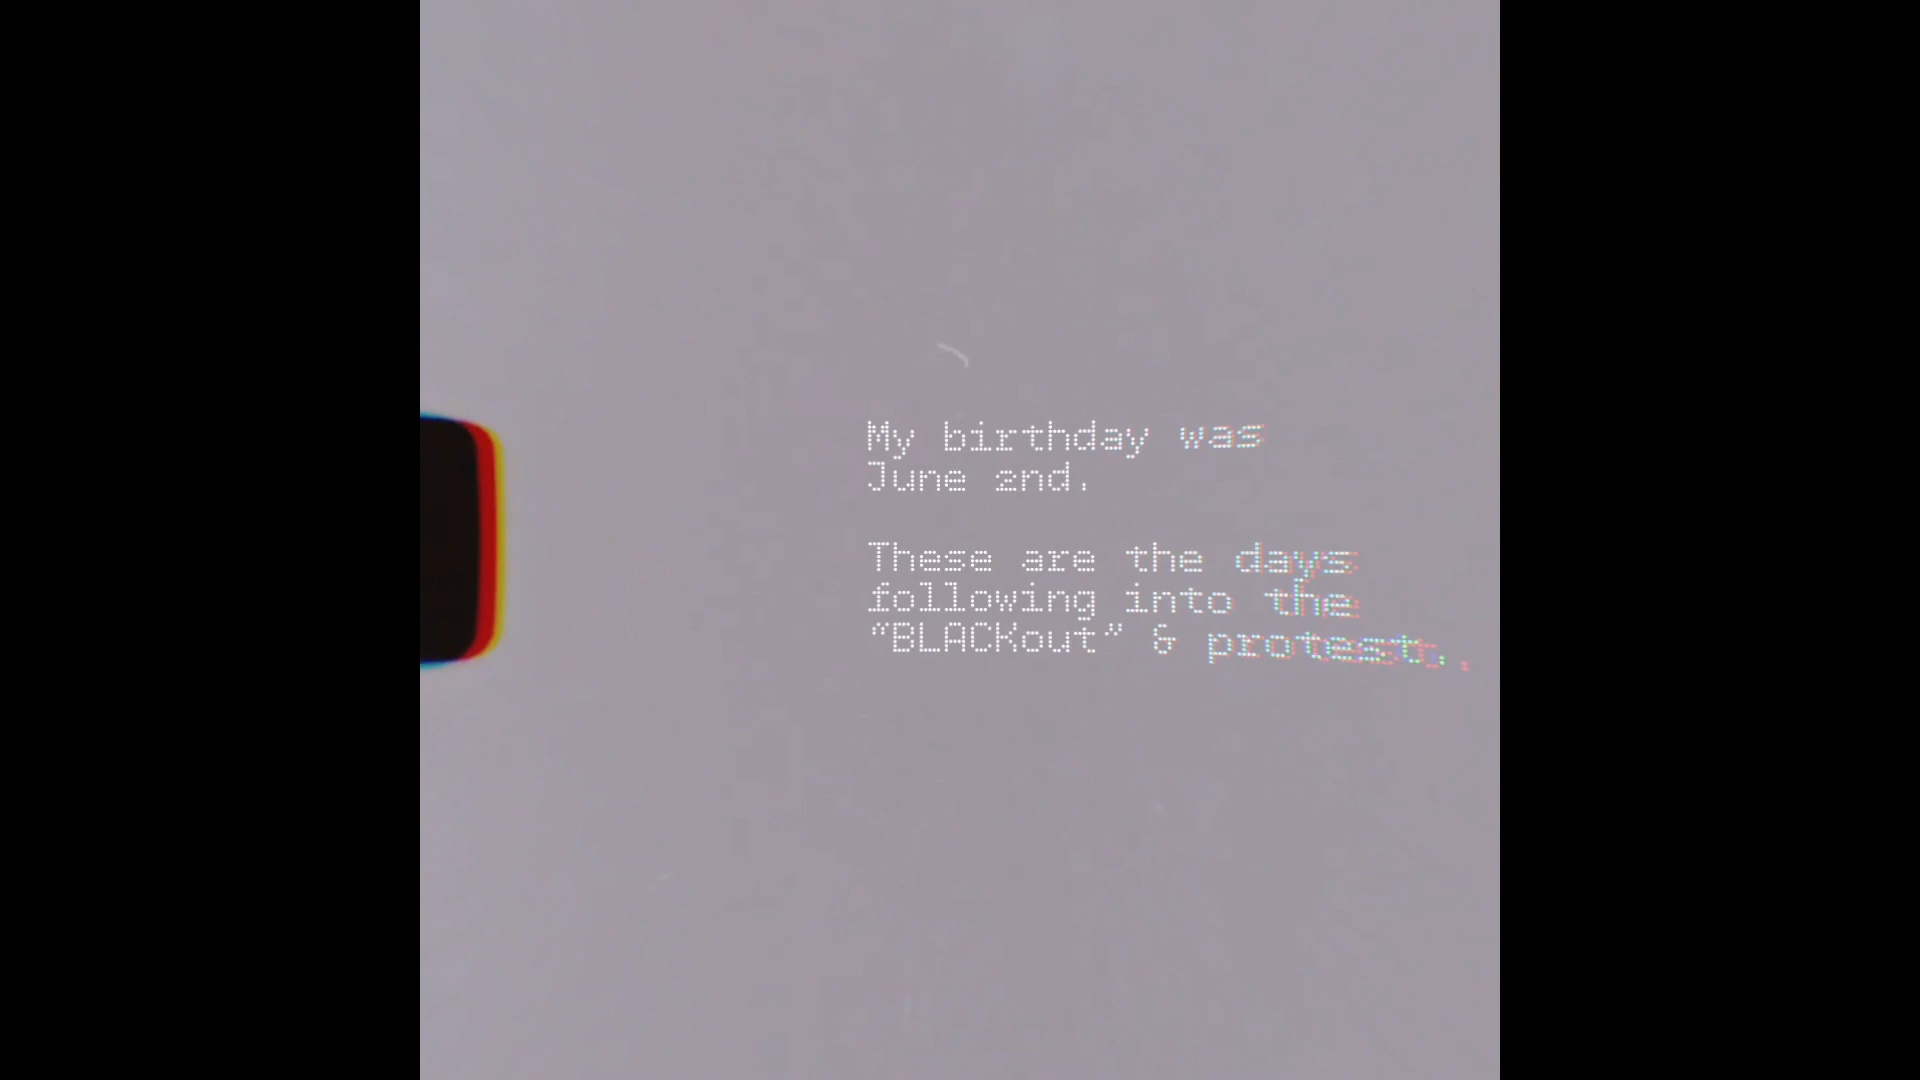 My birthday was
June 2nd.
These are the days
following into the
“BLACKout” & protest.